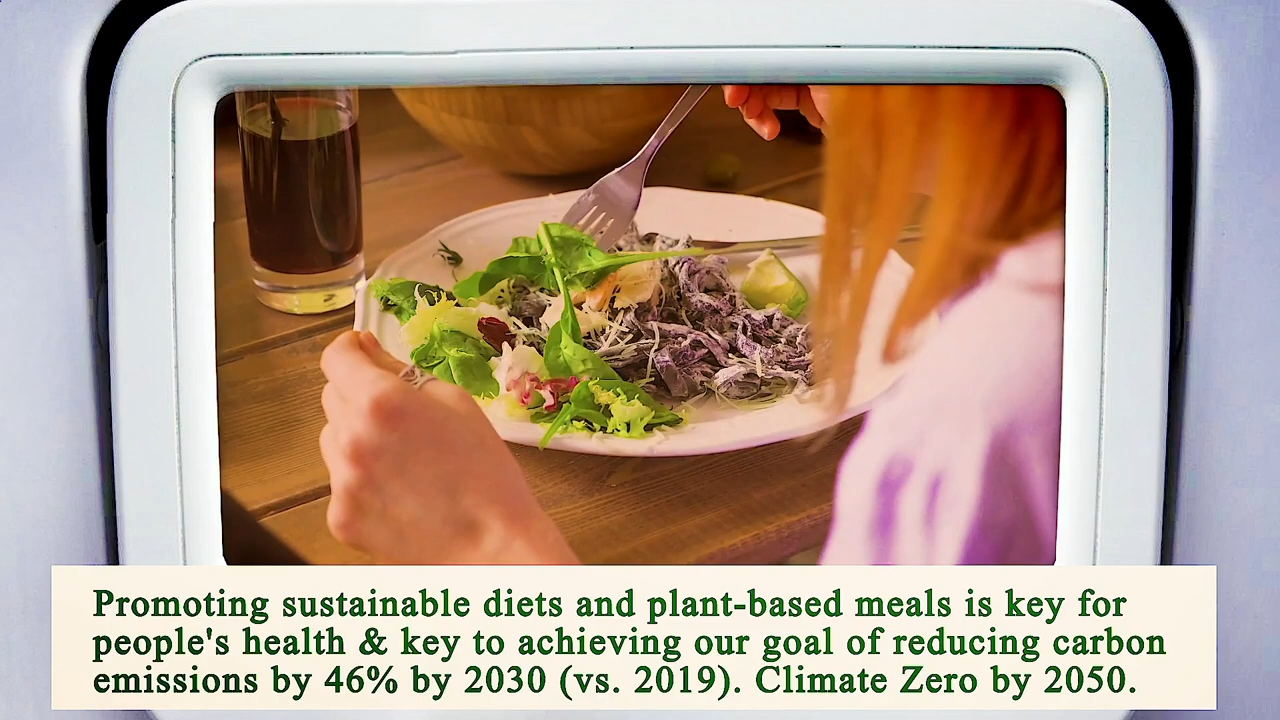 Promoting sustainable diets and plant-based meals is key for
people's health & key to achieving our goal of reducing carbon
emissions by 46% by 2030 (vs. 2019). Climate Zero by 2050.